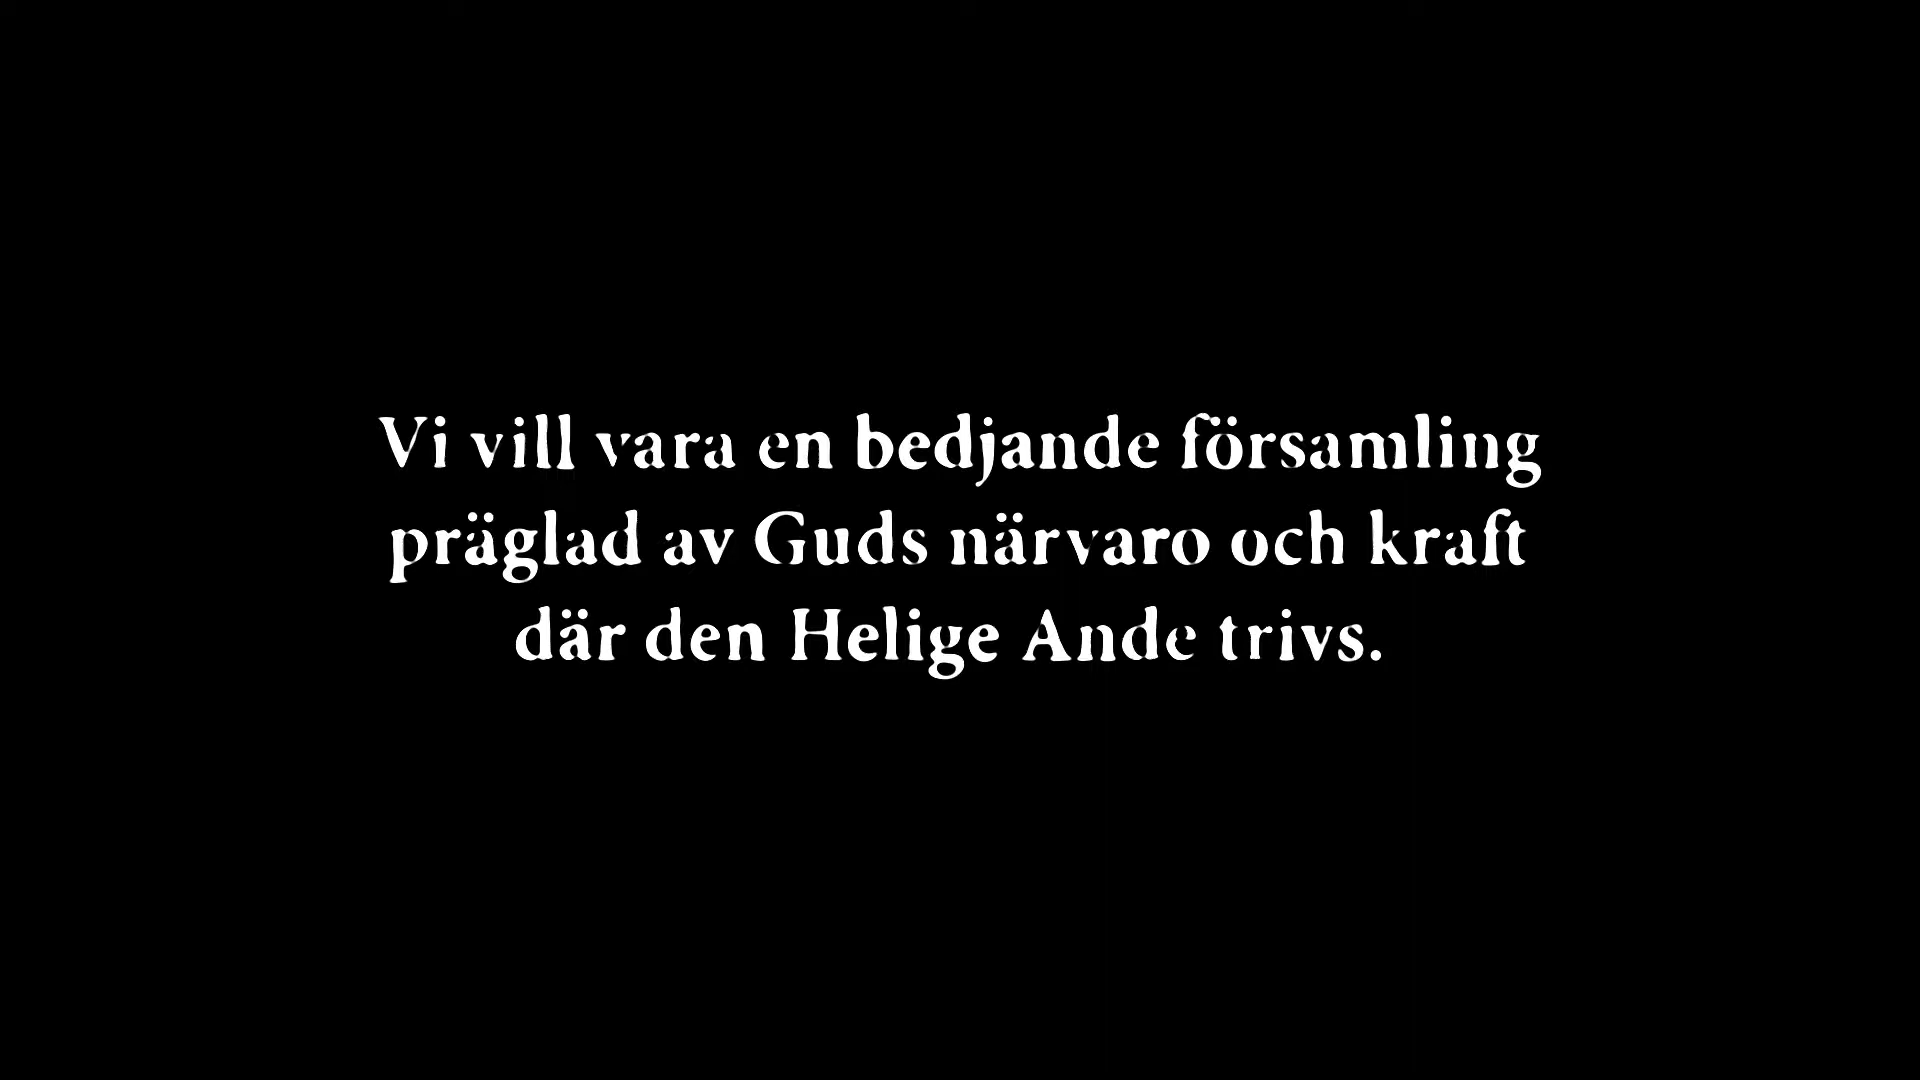 Vi vill vara en bedjande församling
präglad av Guds närvaro och kraft
där den Helige Ande trivs.